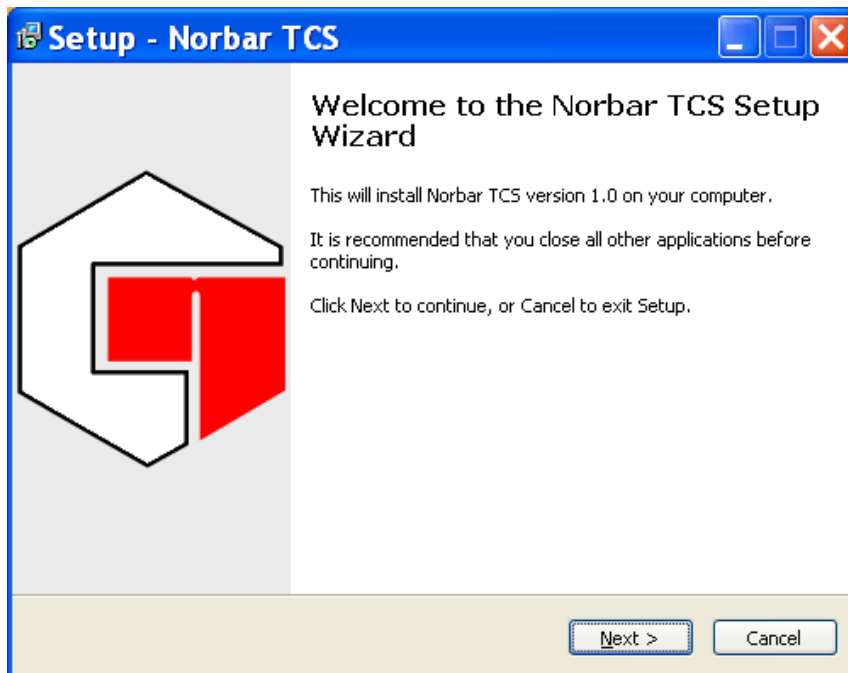 Setup - Norbar TCS
Welcome to the Norbar TCS Setup
Wizard
This will install Norbar TCS version 1.0 on your computer.
It is recommended that you close all other applications before
continuing.
Click Next to continue, or Cancel to exit Setup.
Next >
Cancel